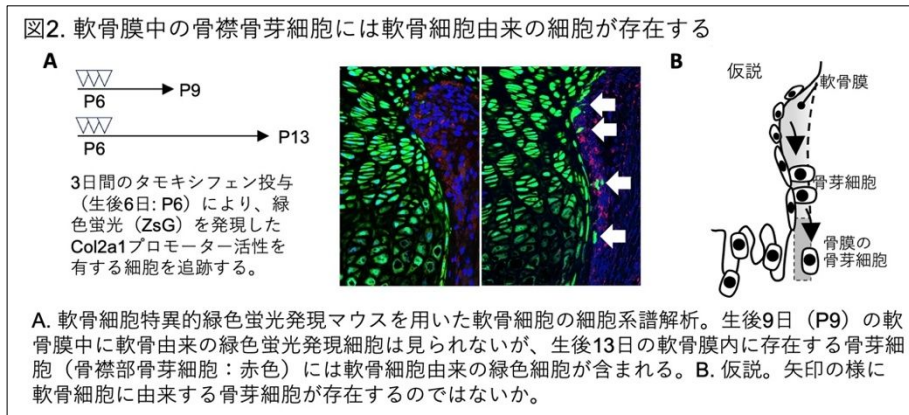 図2. 軟骨膜中の骨襟骨芽細胞には軟骨細胞由来の細胞が存在する
A
P6
P9
P6
P13
3日間のタモキシフェン投与
（生後6日: P6）により、緑
色蛍光（ZsG）を発現した
Col2a1プロモーター活性を
有する細胞を追跡する。
B
仮説
軟骨膜
骨芽細胞
骨膜の
骨芽細胞
A. 軟骨細胞特異的緑色蛍光発現マウスを用いた軟骨細胞の細胞系譜解析。生後9日（P9）の軟
骨膜中に軟骨由来の緑色蛍光発現細胞は見られないが、生後13日の軟骨膜内に存在する骨芽細
胞（骨襟部骨芽細胞：赤色）には軟骨細胞由来の緑色細胞が含まれる。B. 仮説。矢印の様に
軟骨細胞に由来する骨芽細胞が存在するのではないか。